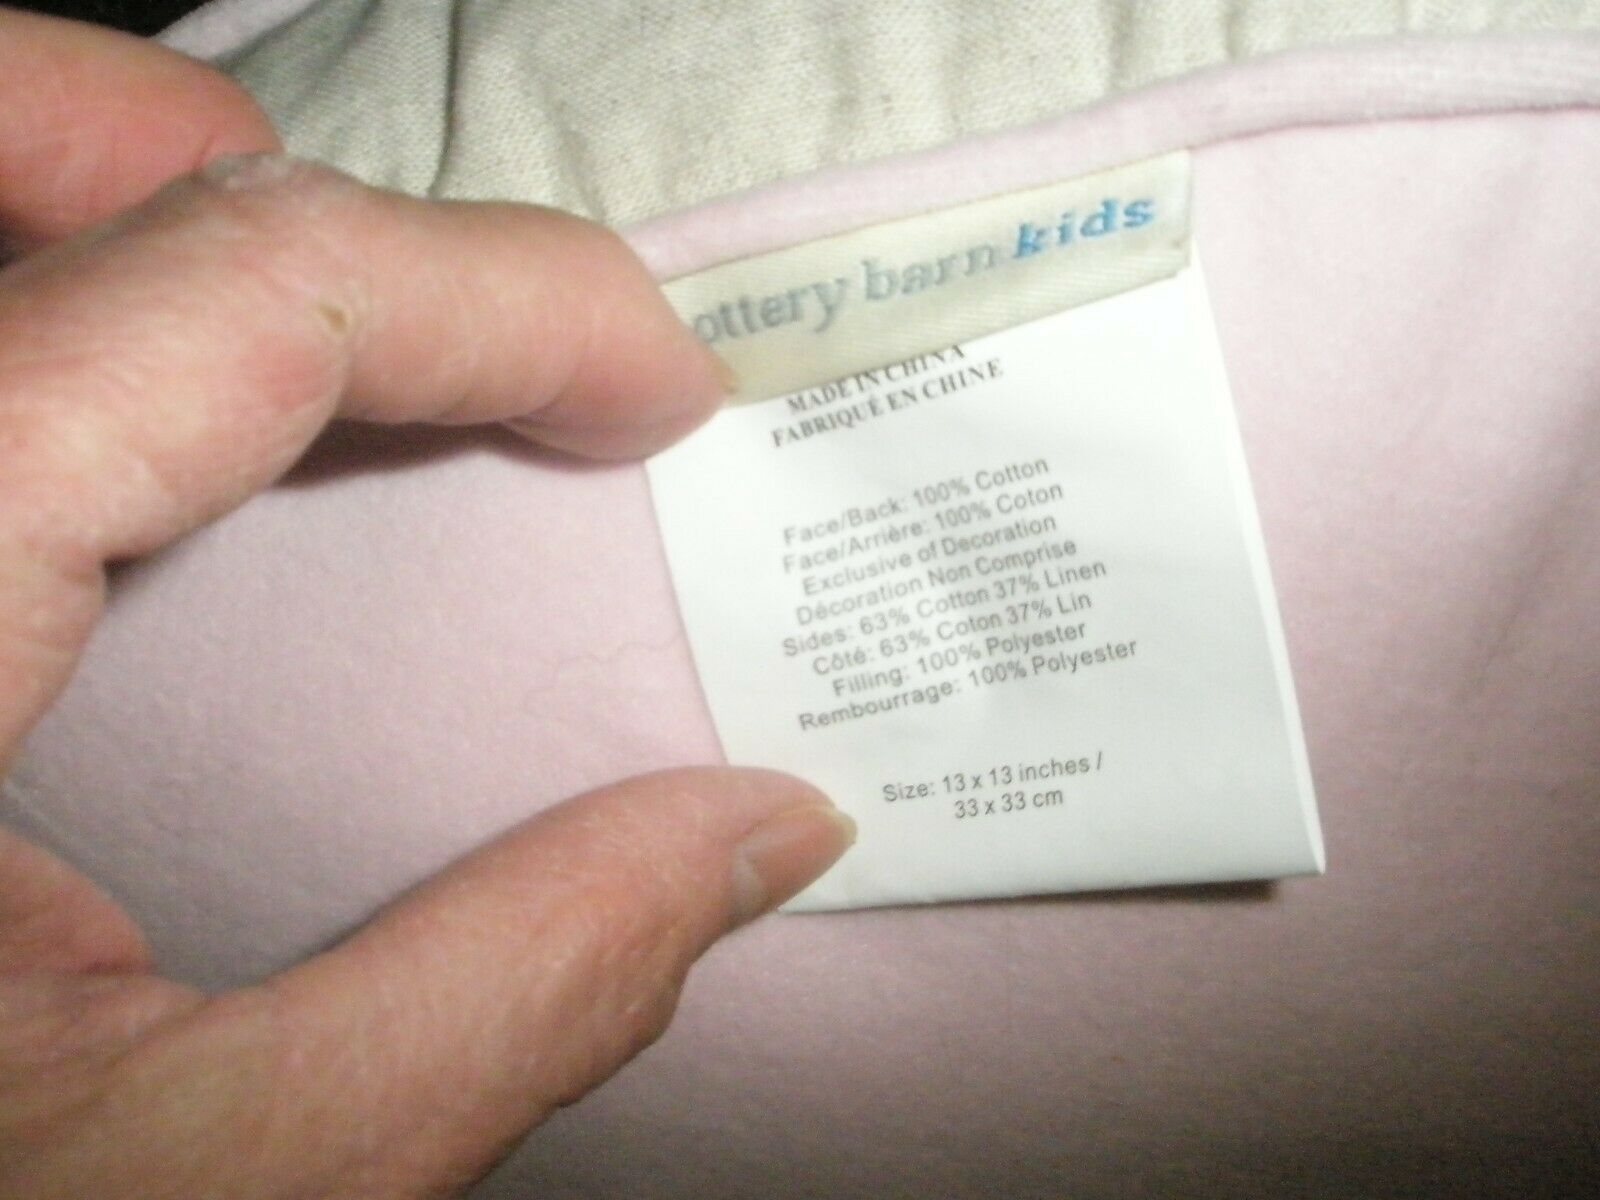 ottery barn kids
MADE IN CHINA
FABRIQUÉ EN CHINE
Face/Back: 100% Cotton
Face/Arrière: 100% Coton
Exclusive of Decoration
Décoration Non Comprise
Sides: 63% Cotton 37% Linen
Côté: 63% Coton 37% Lin
Filling: 100% Polyester
Rembourrage: 100% Polyester
Size: 13 x 13 inches /
33 x 33 cm